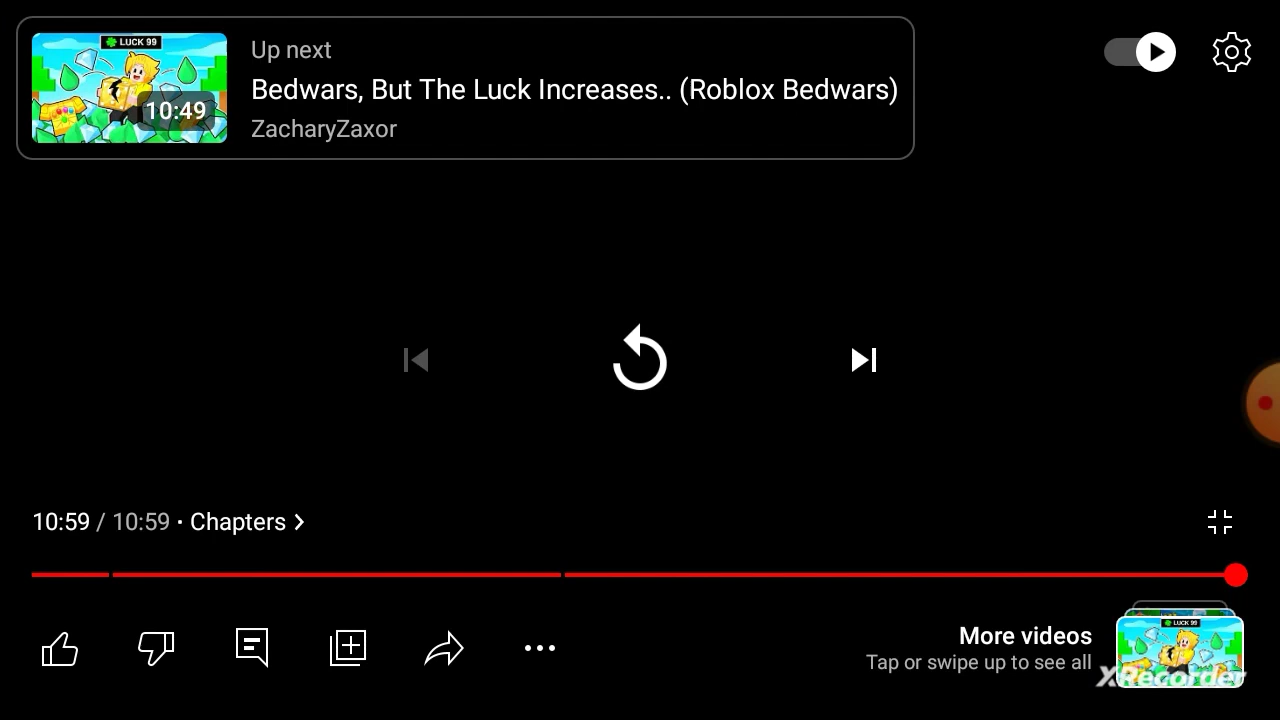 LUCK 99
10:49
Up next
Bedwars, But The Luck Increases.. (Roblox Bedwars)
ZacharyZaxor
10:59 / 10:59 • Chapters
More videos
Tap or swipe up to see all
LUCK 99
XRecorder